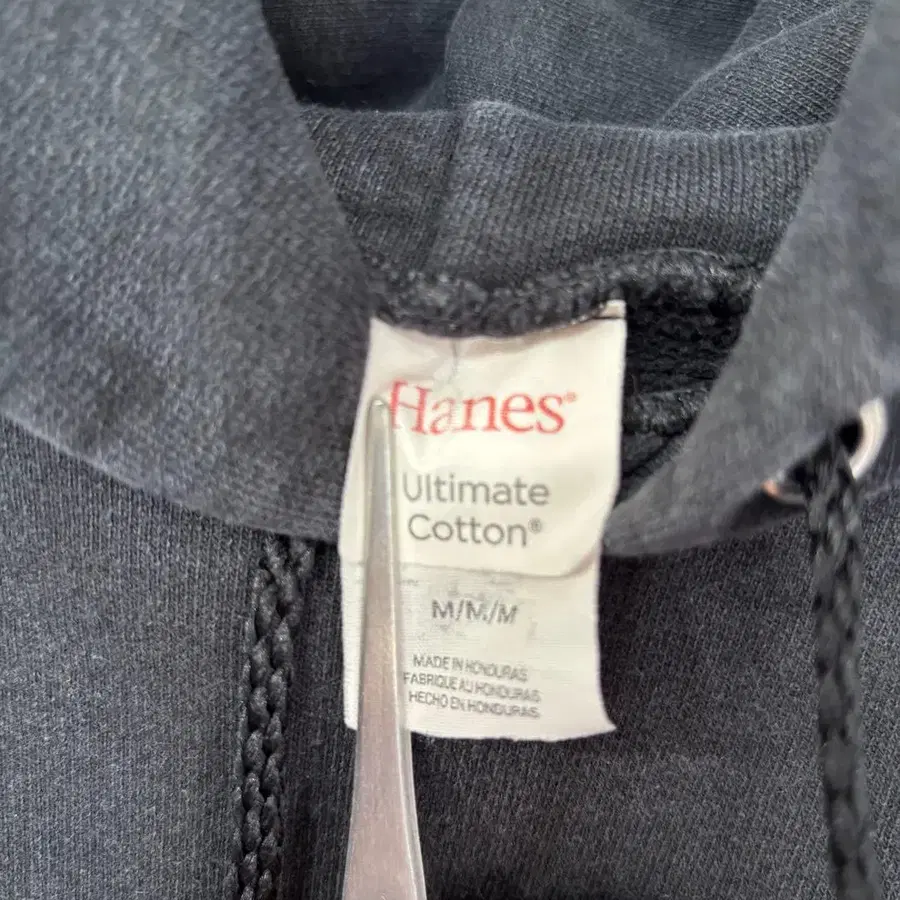 Hanes®
Ultimate
Cotton®
M/M/M
MADE IN HONDURAS
FABRIQUE AU HONDURAS
HECHO EN HONDURAS